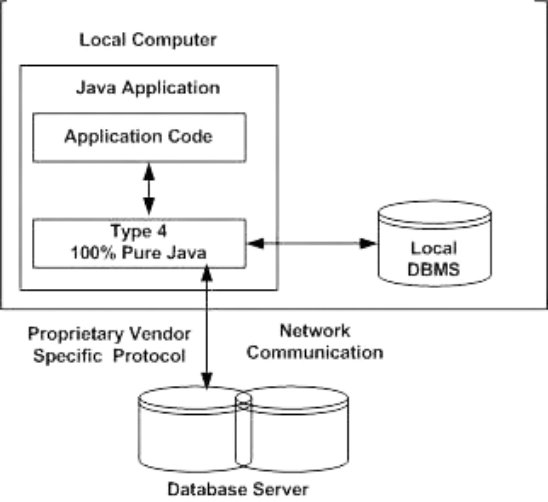 Local Computer
Java Application
Application Code
Type 4
100% Pure Java
Local
DBMS
Proprietary Vendor
Specific Protocol
Network
Communication
Database Server